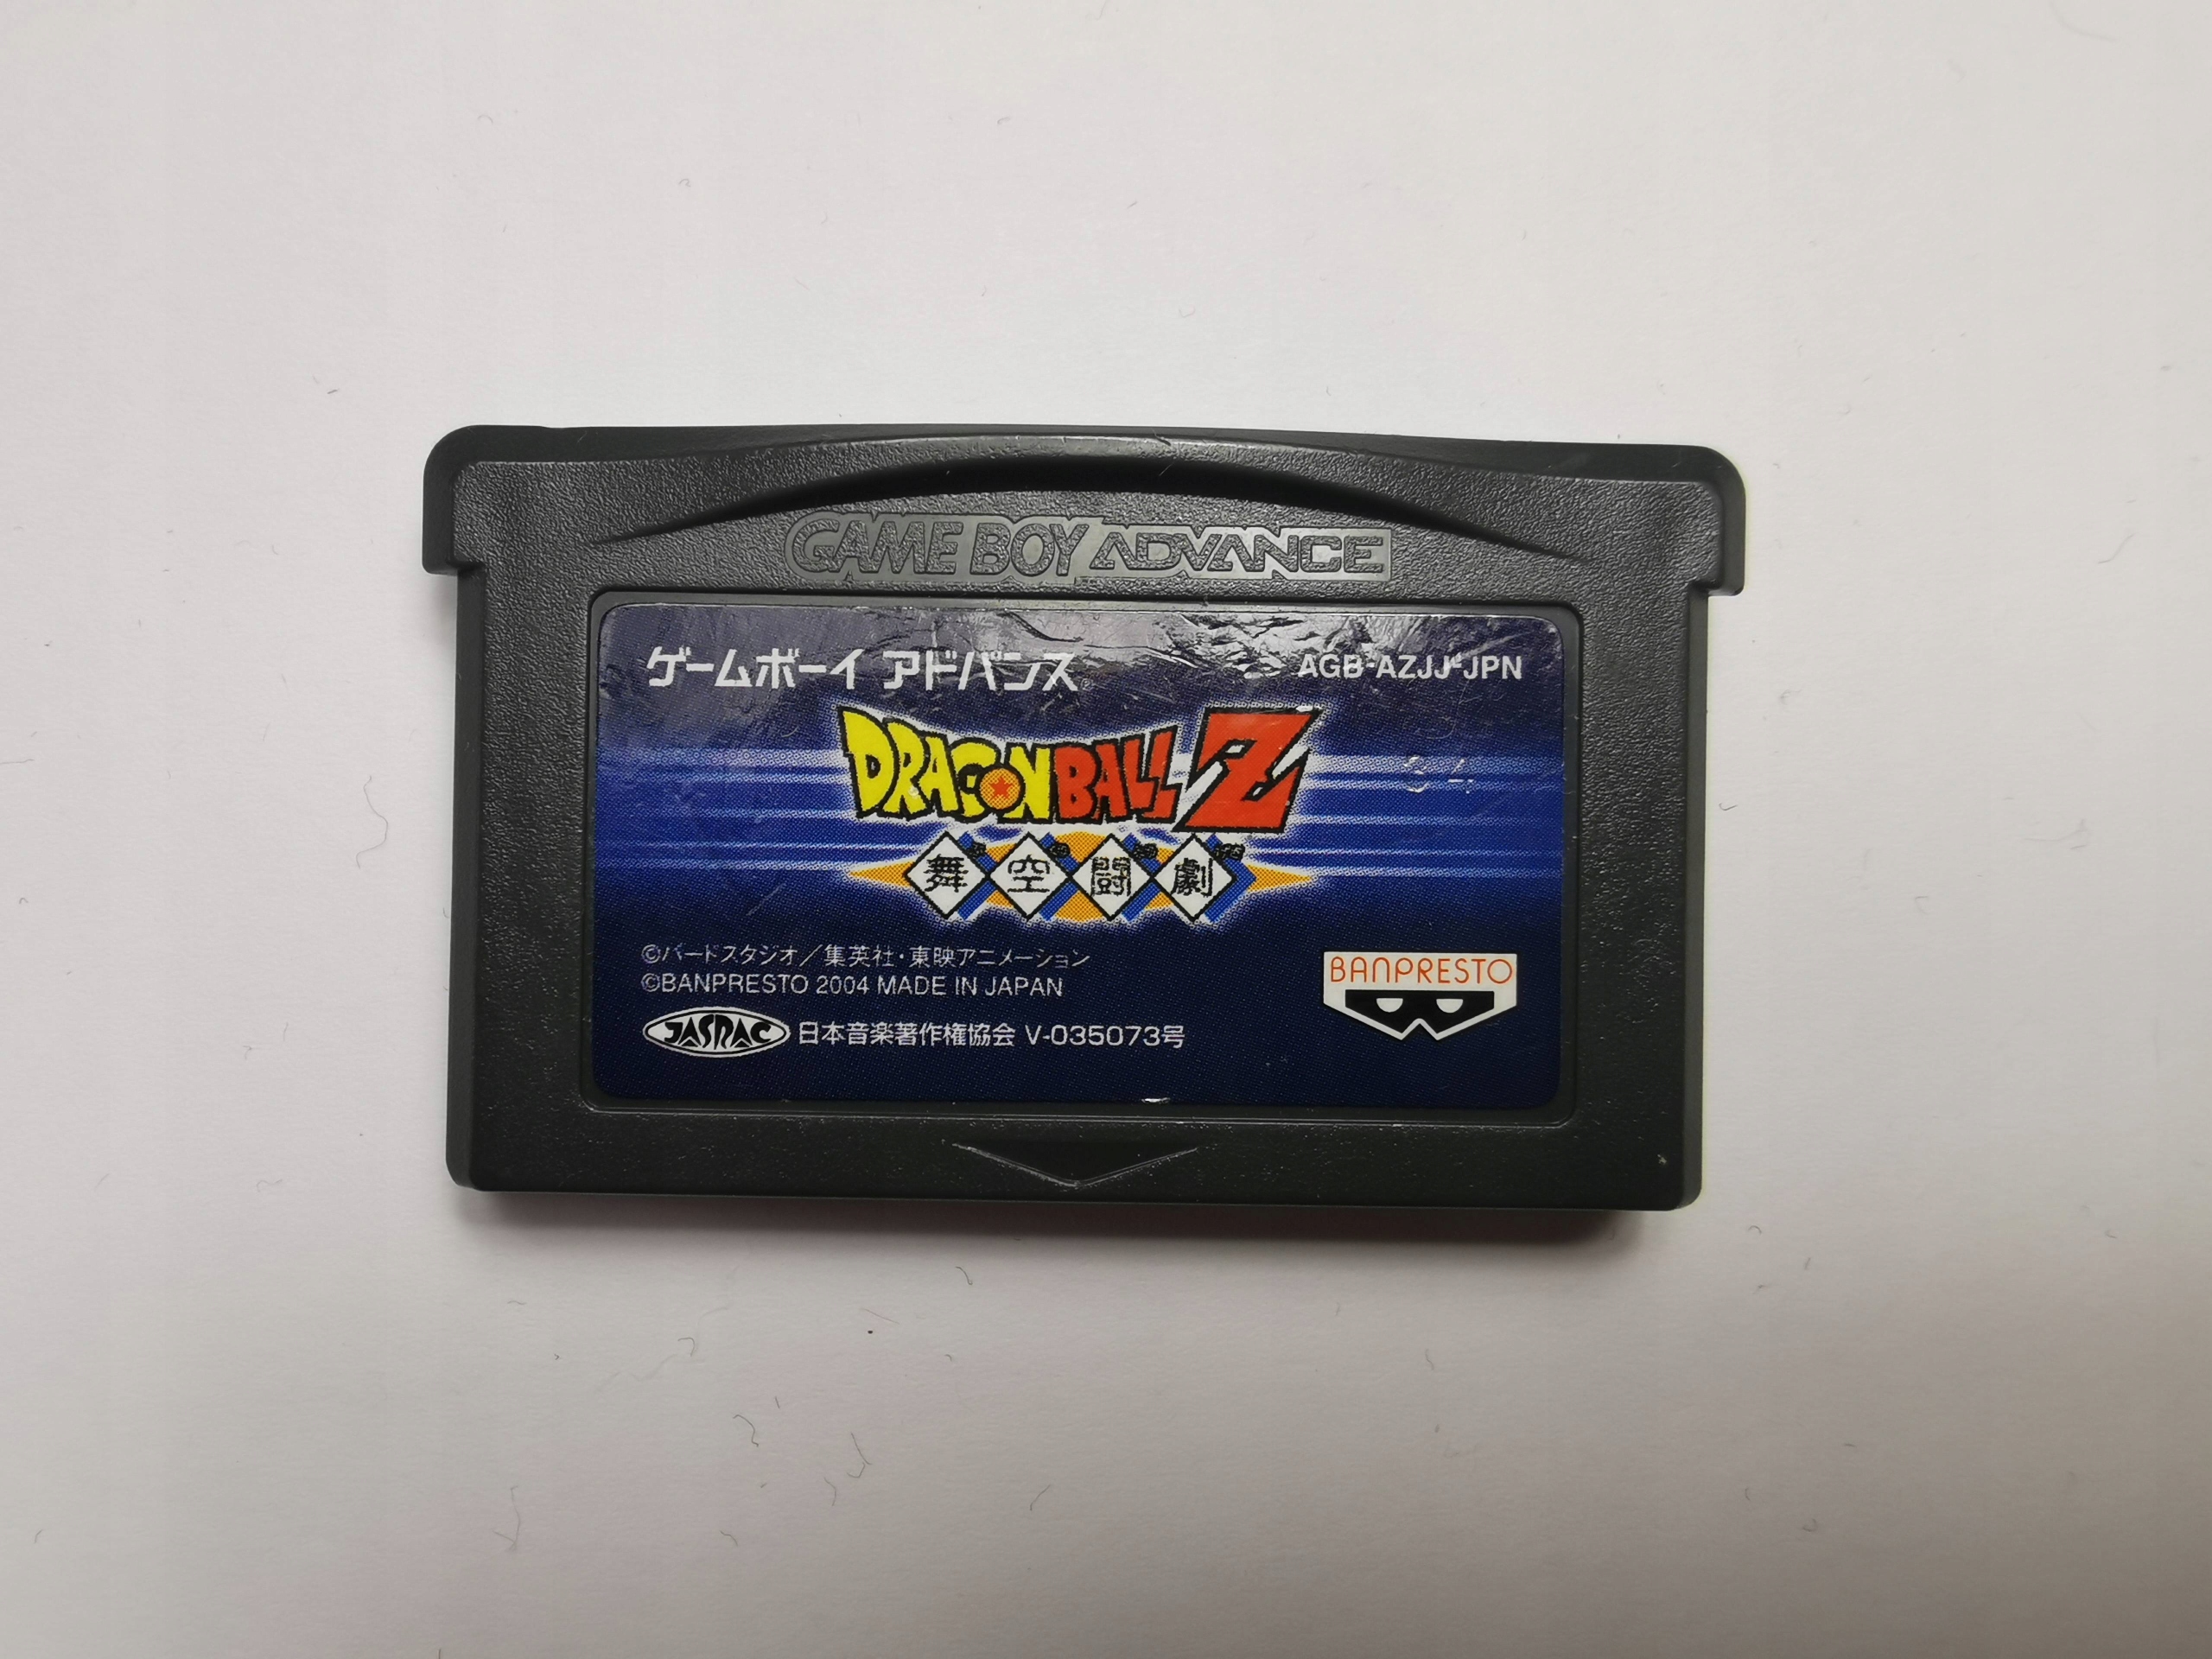 GAME BOY ADVANCE
ゲームボーイ アドバンス
AGB-AZJJ-JPN
DRAGON BALL Z
舞空闘劇
©バードスタジオ／集英社・東映アニメーション
©BANPRESTO 2004 MADE IN JAPAN
BANPRESTO
JASRAC 日本音楽著作権協会 V-035073号